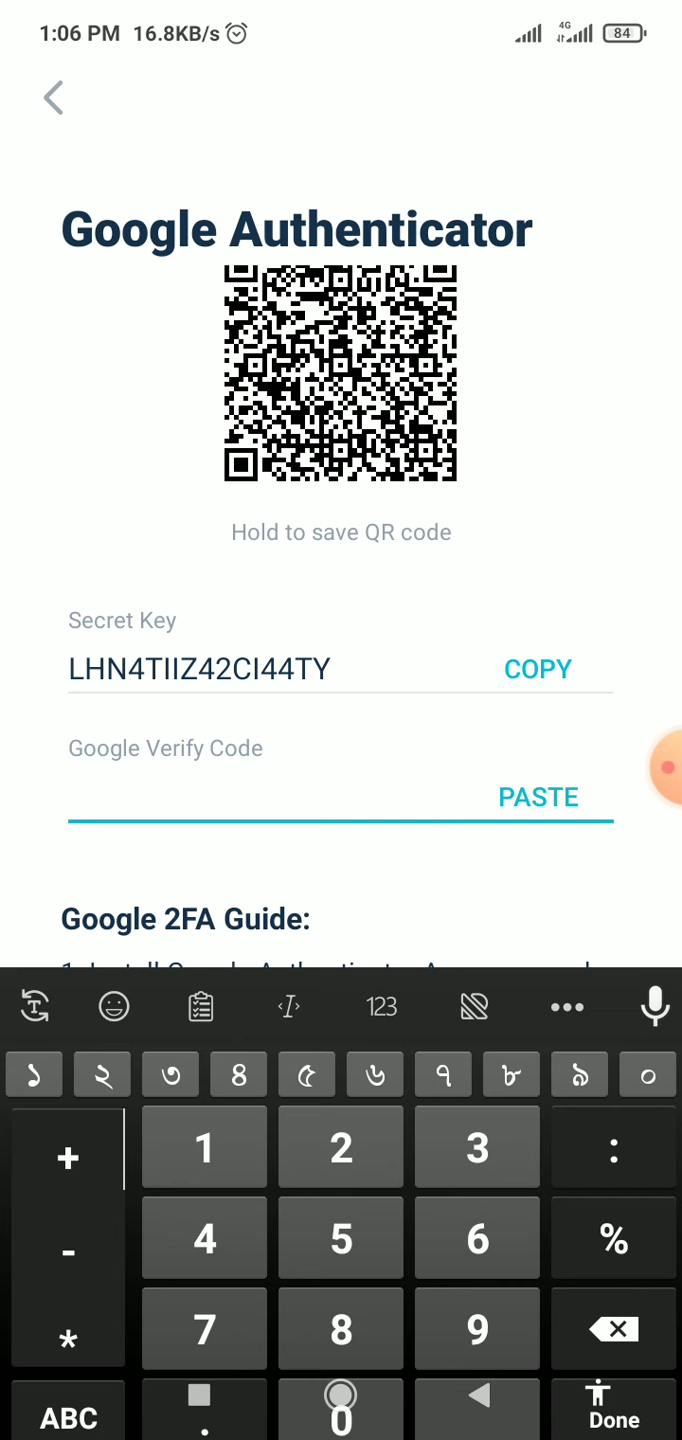 1:06 PM 16.8KB/s 4G 84
Google Authenticator
Hold to save QR code
Secret Key
LHN4TIIZ42CI44TY COPY
Google Verify Code
PASTE
Google 2FA Guide:
123
১ ২ ৩ ৪ ৫ ৬ ৭ ৮ ৯ ০
+ 1 2 3 :
- 4 5 6 %
* 7 8 9
ABC . 0 Done